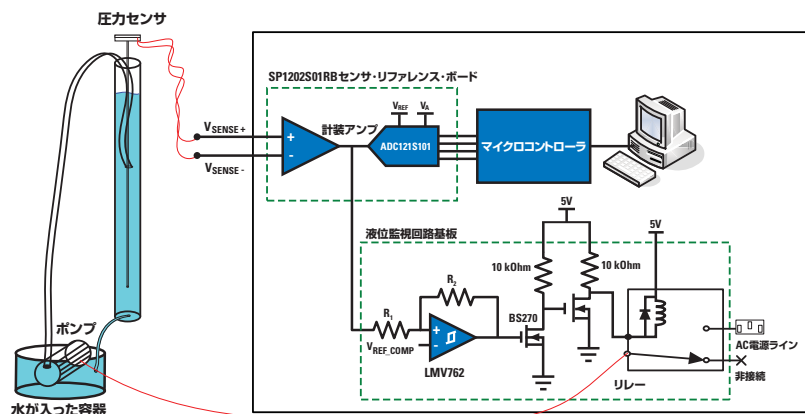 圧力センサ
SP1202S01RBセンサ・リファレンス・ボード
VREF
VA
VSENSE+
計装アンプ
+
-
ADC121S101
マイクロコントローラ
VSENSE-
5V
液位監視回路基板
5V
10 kOhm
10 kOhm
R2
R1
BS270
+
-
VREF_COMP
LMV762
ポンプ
AC電源ライン
リレー
非接続
水が入った容器